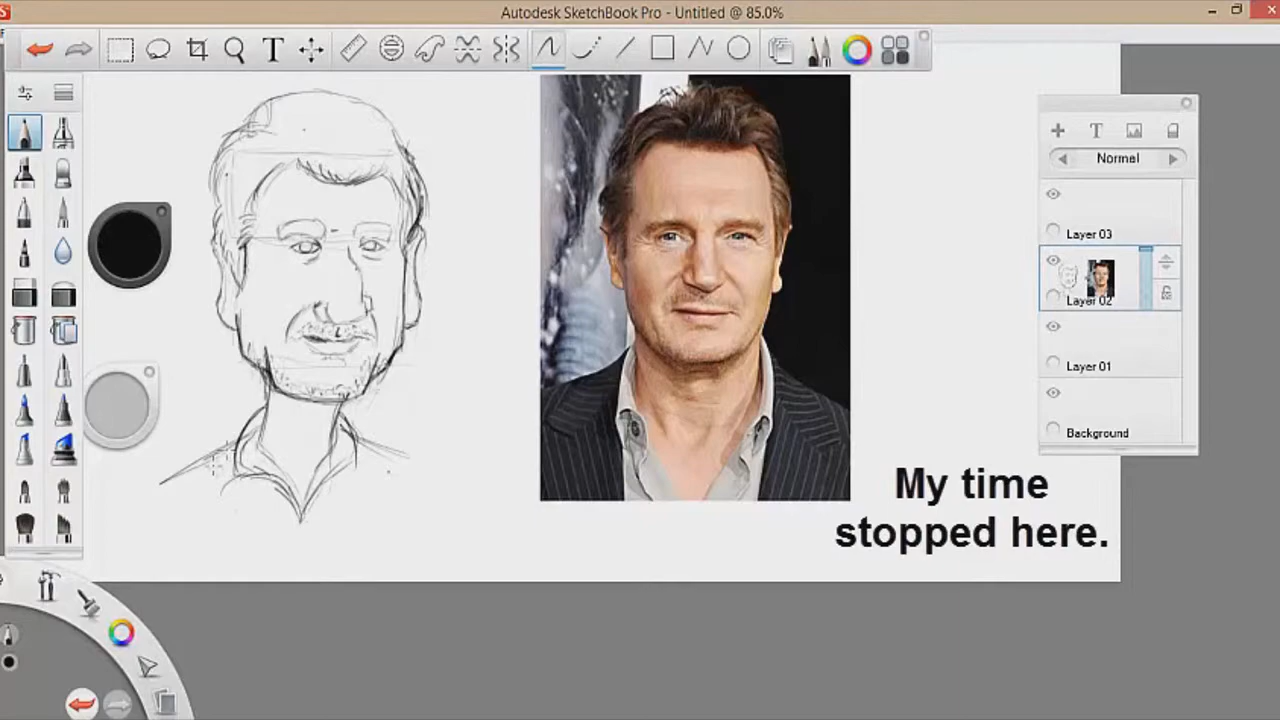 Autodesk SketchBook Pro - Untitled @ 85.0%
T
T
Normal
Layer 03
Layer 02
Layer 01
Background
My time
stopped here.